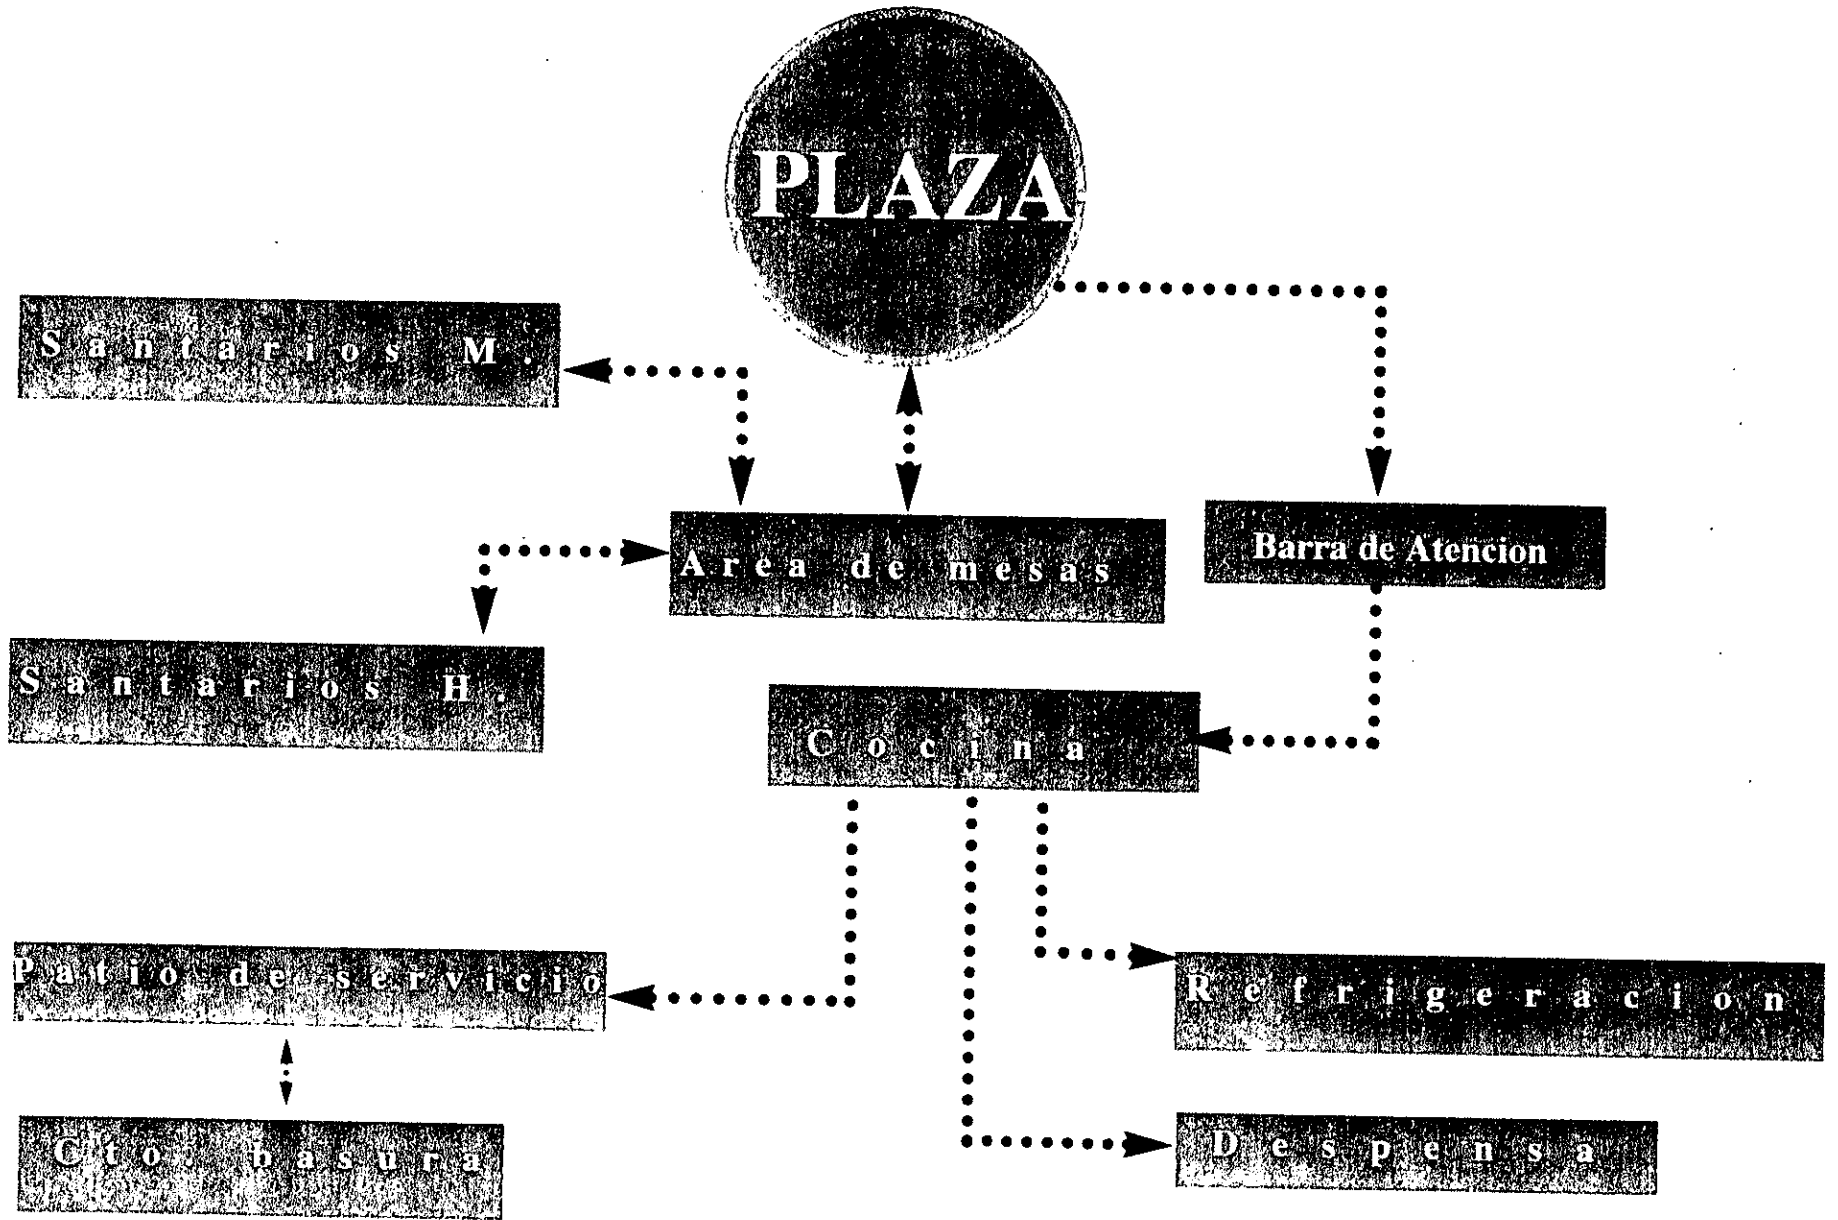 PLAZA
Santarios M.
Area de mesas
Barra de Atencion
Santarios H.
Cocina
Patio de servicio
Refrigeracion
Cto. basura
Despensa